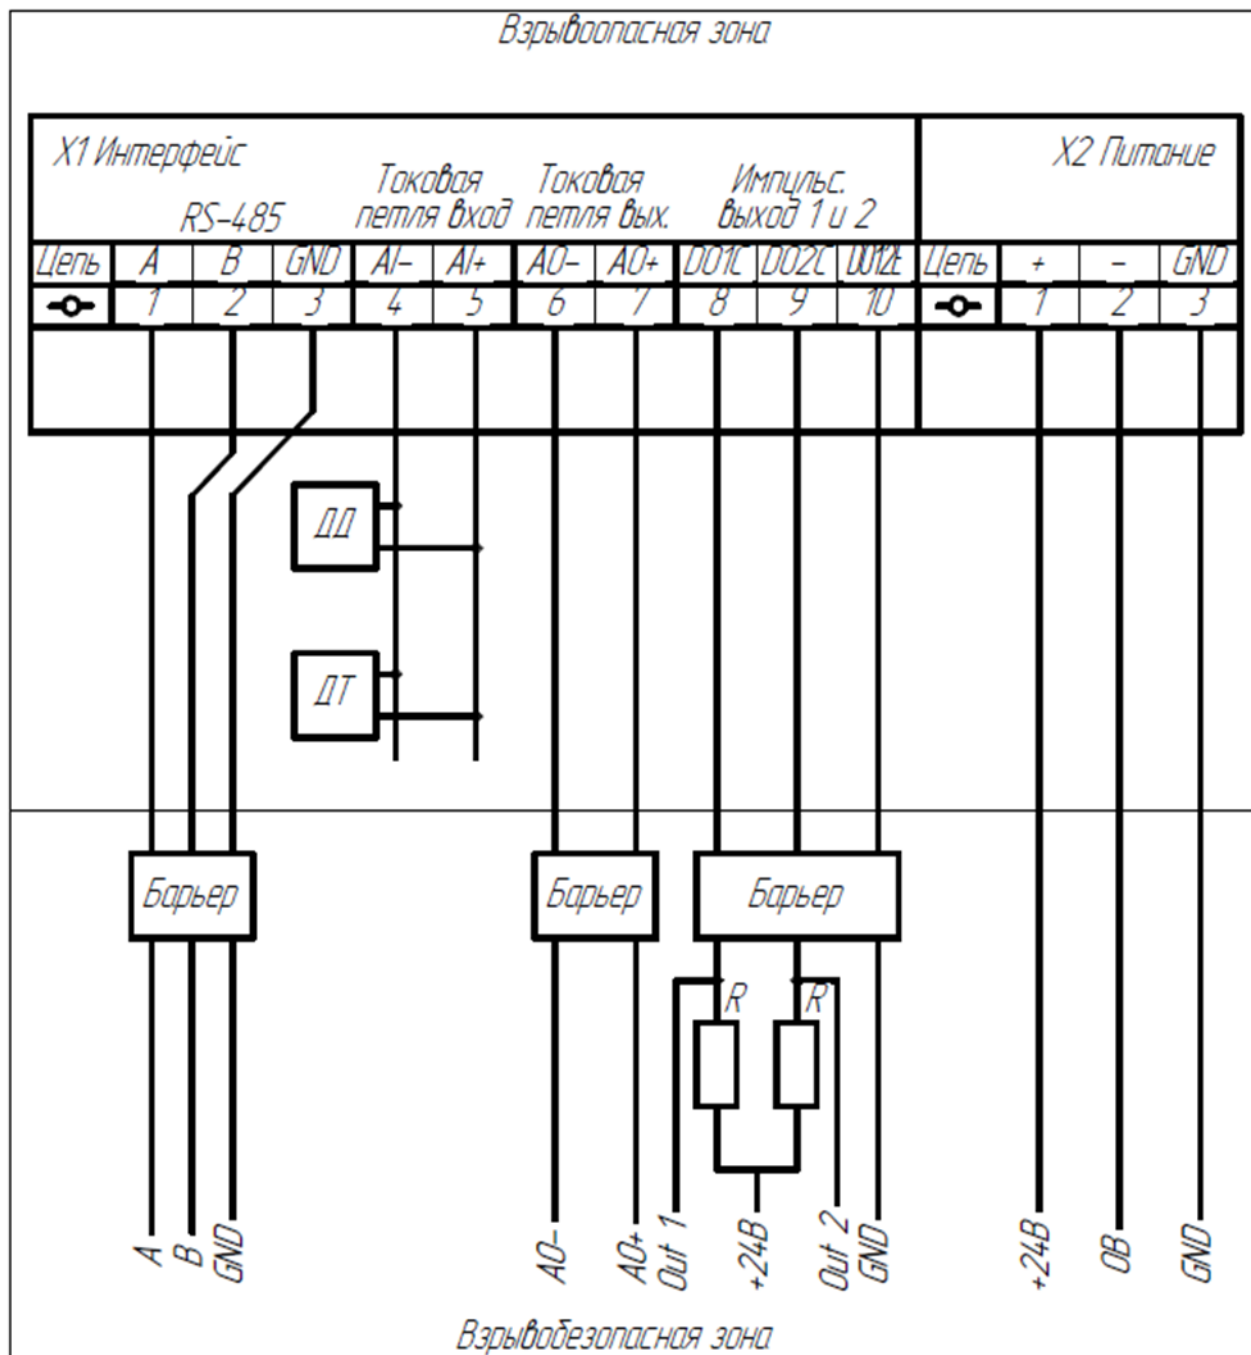 Взрывоопасная зона
X1 Интерфейс
X2 Питание
RS-485
Токовая
петля вход
Токовая
петля вых.
Импульс.
выход 1 и 2
Цепь A B GND AI- AI+ AO- AO+ DO1C DO2C Цепь + - GND
1 2 3 4 5 6 7 8 9 10 1 2 3
ДД
ДТ
Барьер Барьер Барьер
R R
A B GND AO- AO+ Out 1 +24В Out 2 GND +24В 0В GND
Взрывобезопасная зона